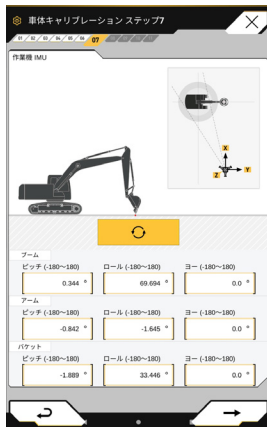 車体キャリブレーション ステップ7
01 / 02 / 03 / 04 / 05 / 06 07
作業機 IMU
X
Y
Z
ブーム
ピッチ (-180～180) ロール (-180～180) ヨー (-180～180)
0.344 ° 69.694 ° 0.0 °
アーム
ピッチ (-180～180) ロール (-180～180) ヨー (-180～180)
-0.842 ° -1.645 ° 0.0 °
バケット
ピッチ (-180～180) ロール (-180～180) ヨー (-180～180)
-1.889 ° 33.446 ° 0.0 °